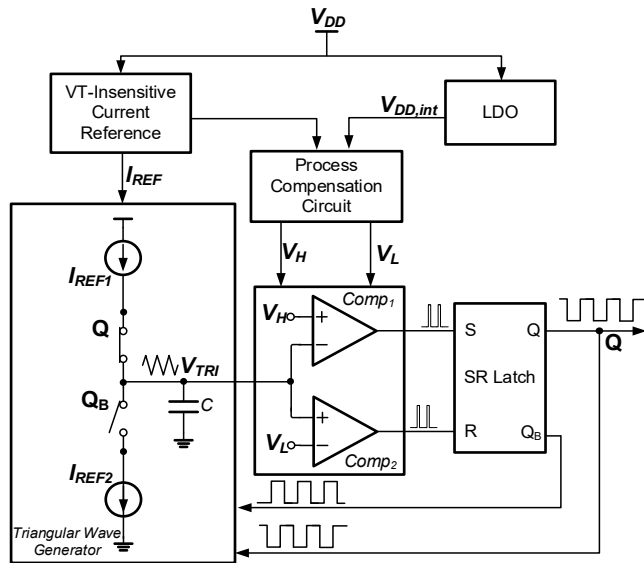 VDD
VT-Insensitive
Current
Reference
VDD,int
LDO
Process
Compensation
Circuit
IREF
VH
VL
IREF1
Q
QB
VTRI
C
IREF2
Triangular Wave
Generator
VH
+
−
Comp1
+
−
VL
Comp2
S
Q
SR Latch
R
QB
Q